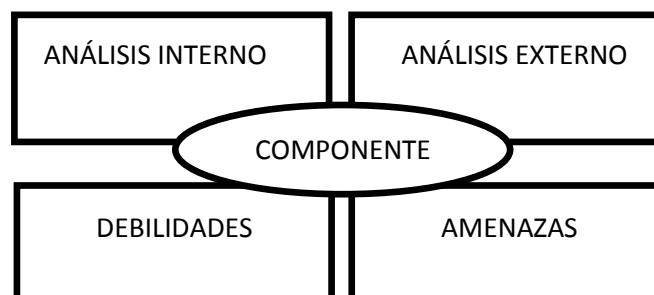 ANÁLISIS INTERNO
ANÁLISIS EXTERNO
COMPONENTE
DEBILIDADES
AMENAZAS